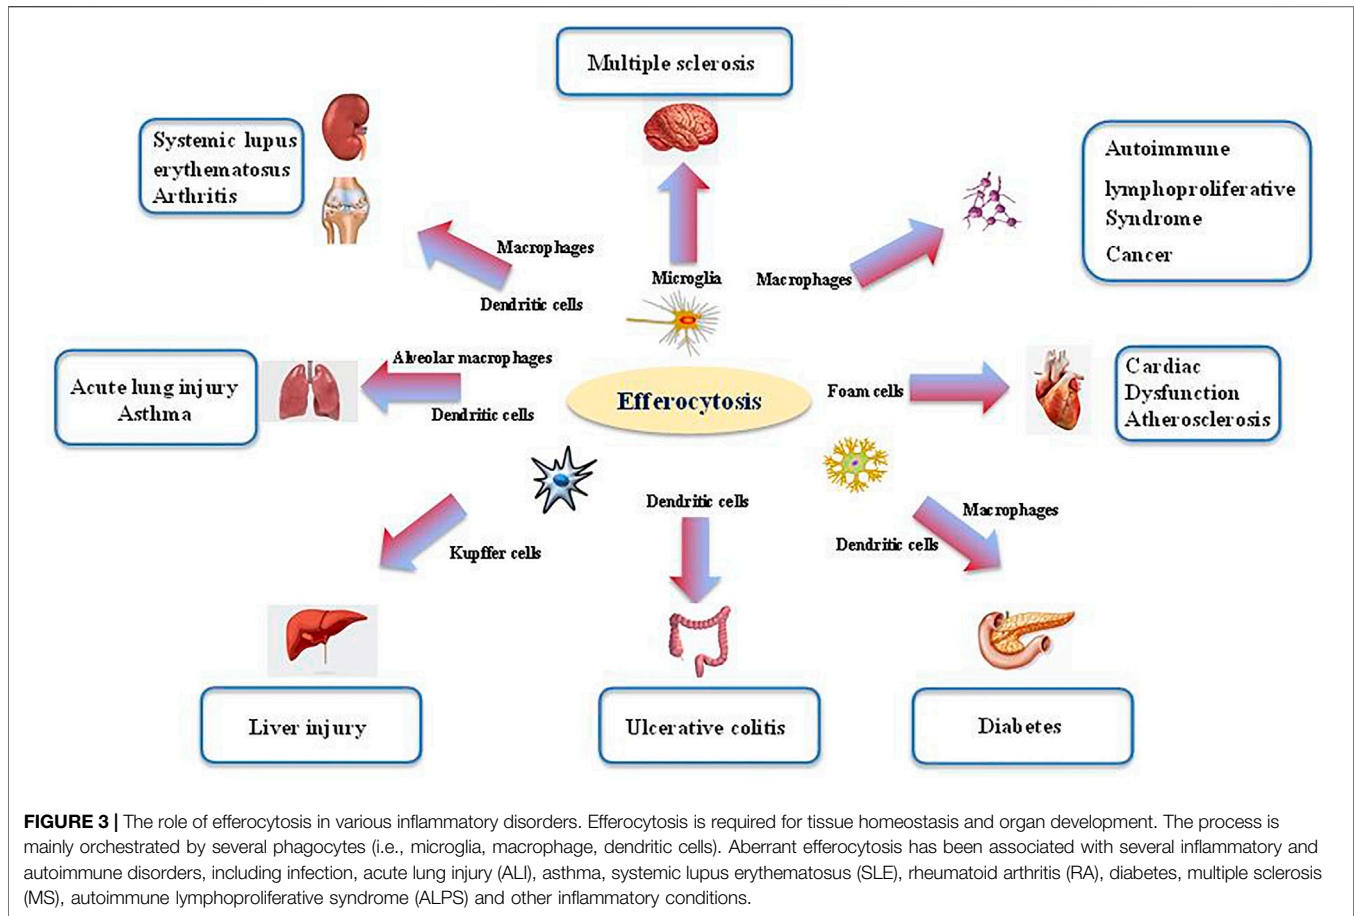 Multiple sclerosis
Systemic lupus
erythematosus
Arthritis
Autoimmune
lymphoproliferative
Syndrome
Cancer
Macrophages
Dendritic cells
Microglia
Macrophages
Alveolar macrophages
Dendritic cells
Acute lung injury
Asthma
Efferocytosis
Foam cells
Cardiac
Dysfunction
Atherosclerosis
Kupffer cells
Dendritic cells
Macrophages
Dendritic cells
Liver injury
Ulcerative colitis
Diabetes
FIGURE 3 | The role of efferocytosis in various inflammatory disorders. Efferocytosis is required for tissue homeostasis and organ development. The process is
mainly orchestrated by several phagocytes (i.e., microglia, macrophage, dendritic cells). Aberrant efferocytosis has been associated with several inflammatory and
autoimmune disorders, including infection, acute lung injury (ALI), asthma, systemic lupus erythematosus (SLE), rheumatoid arthritis (RA), diabetes, multiple sclerosis
(MS), autoimmune lymphoproliferative syndrome (ALPS) and other inflammatory conditions.